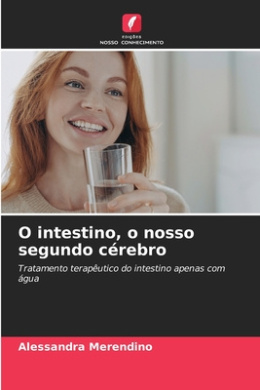 edições
NOSSO CONHECIMENTO
O intestino, o nosso
segundo cérebro
Tratamento terapêutico do intestino apenas com
água
Alessandra Merendino